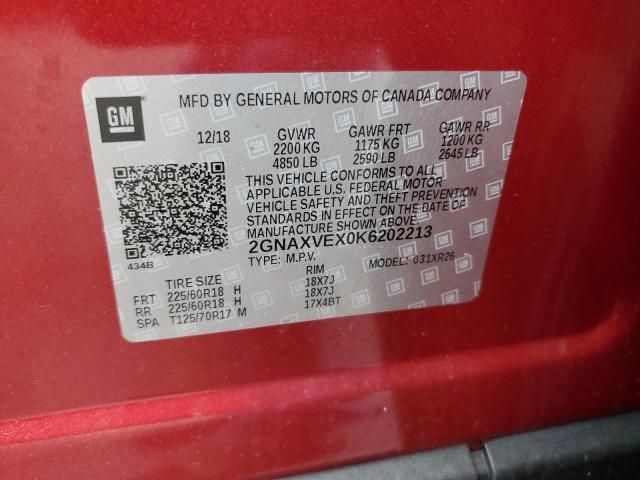 GM
MFD BY GENERAL MOTORS OF CANADA COMPANY
12/18 GVWR GAWR FRT GAWR RR
2200 KG 1175 KG 1200 KG
4850 LB 2590 LB 2645 LB
THIS VEHICLE CONFORMS TO ALL
APPLICABLE U.S. FEDERAL MOTOR
VEHICLE SAFETY AND THEFT PREVENTION
STANDARDS IN EFFECT ON THE DATE OF
MANUFACTURE SHOWN ABOVE.
2GNAXVEX0K6202213
434B
TYPE: M.P.V. MODEL: 031XR26
TIRE SIZE RIM
FRT 225/60R18 H 18X7J
RR 225/60R18 H 18X7J
SPA T125/70R17 M 17X4BT